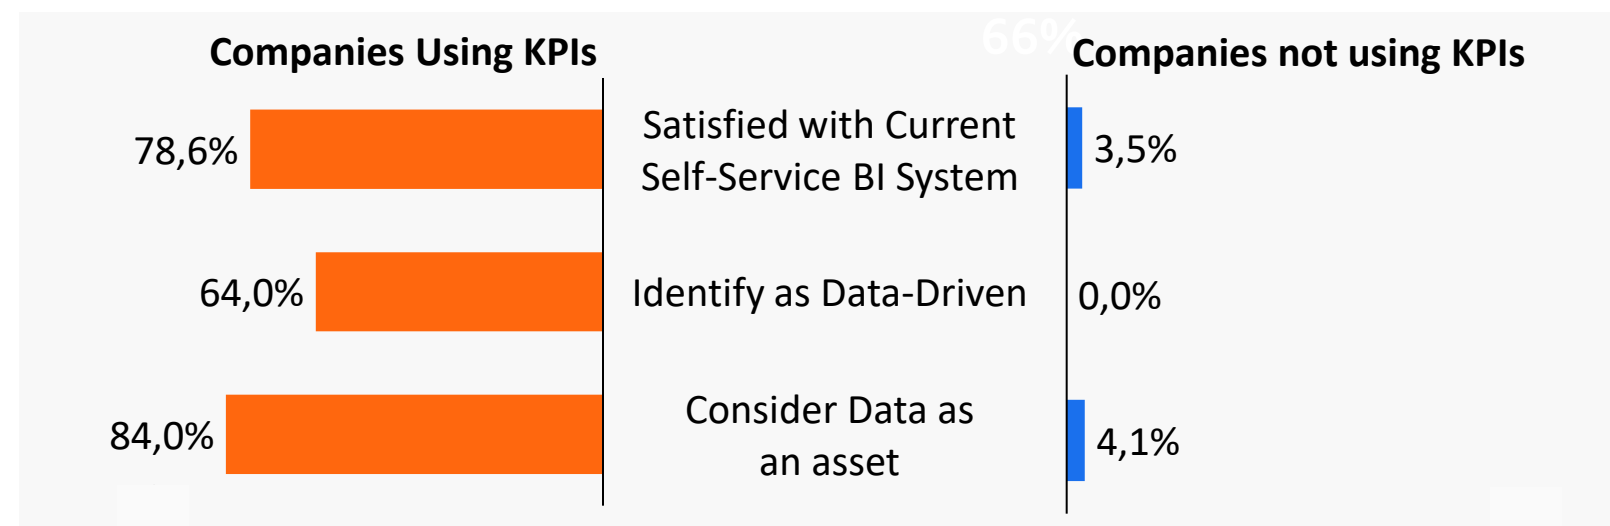 66%
Companies Using KPIs
Companies not using KPIs
78,6%
Satisfied with Current
Self-Service BI System
3,5%
64,0%
Identify as Data-Driven
0,0%
84,0%
Consider Data as
an asset
4,1%